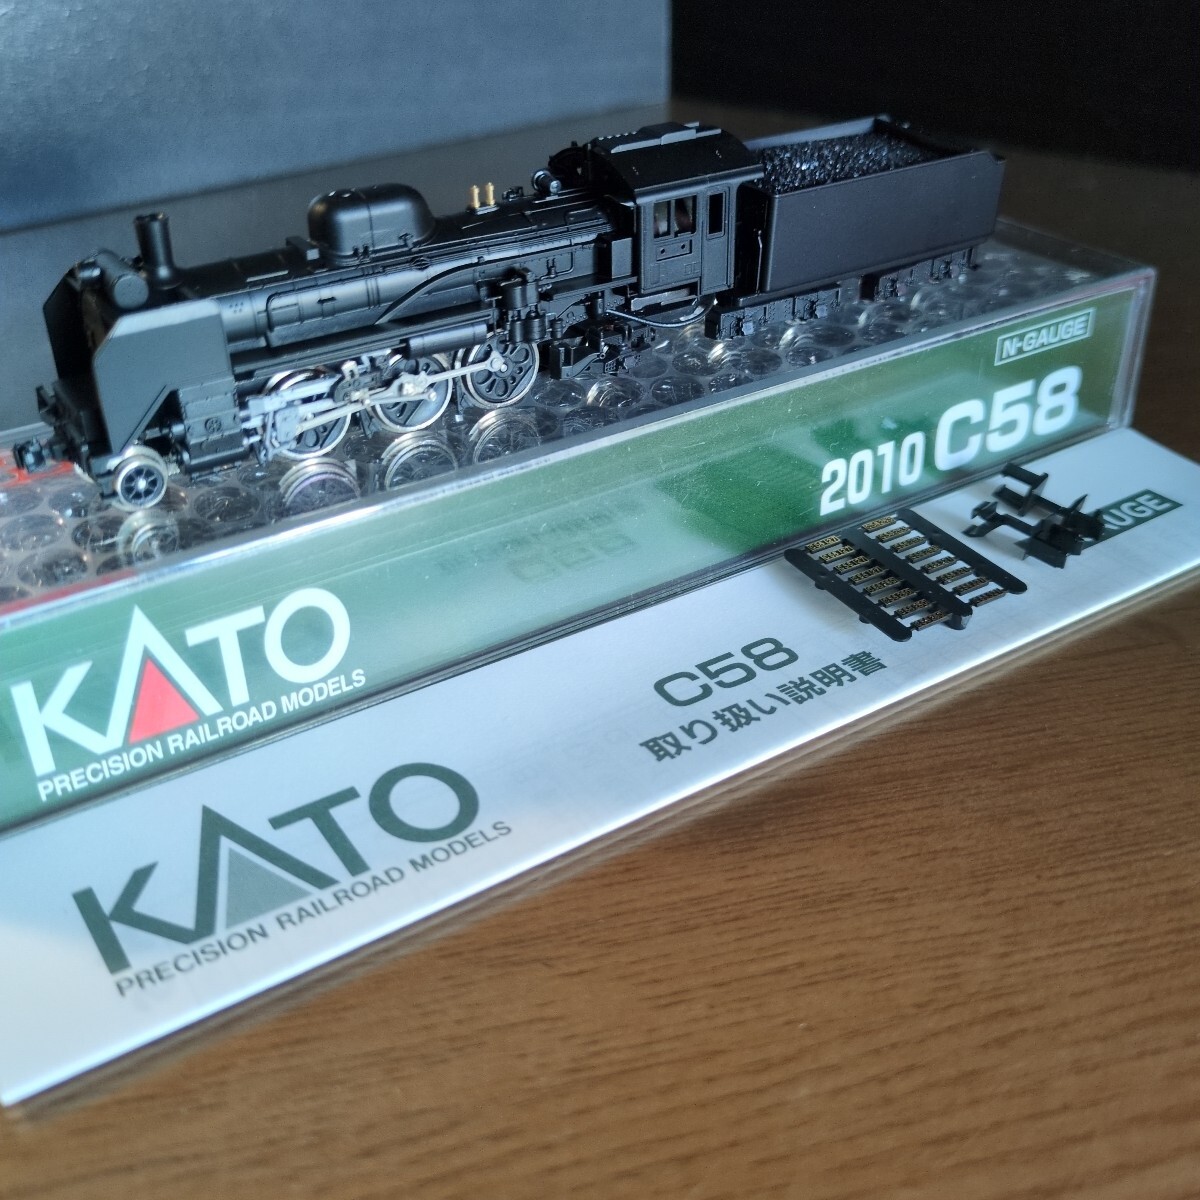 N-GAUGE
2010 C58
KATO
PRECISION RAILROAD MODELS
AUGE
C58
取り扱い説明書
KATO
PRECISION RAILROAD MODELS